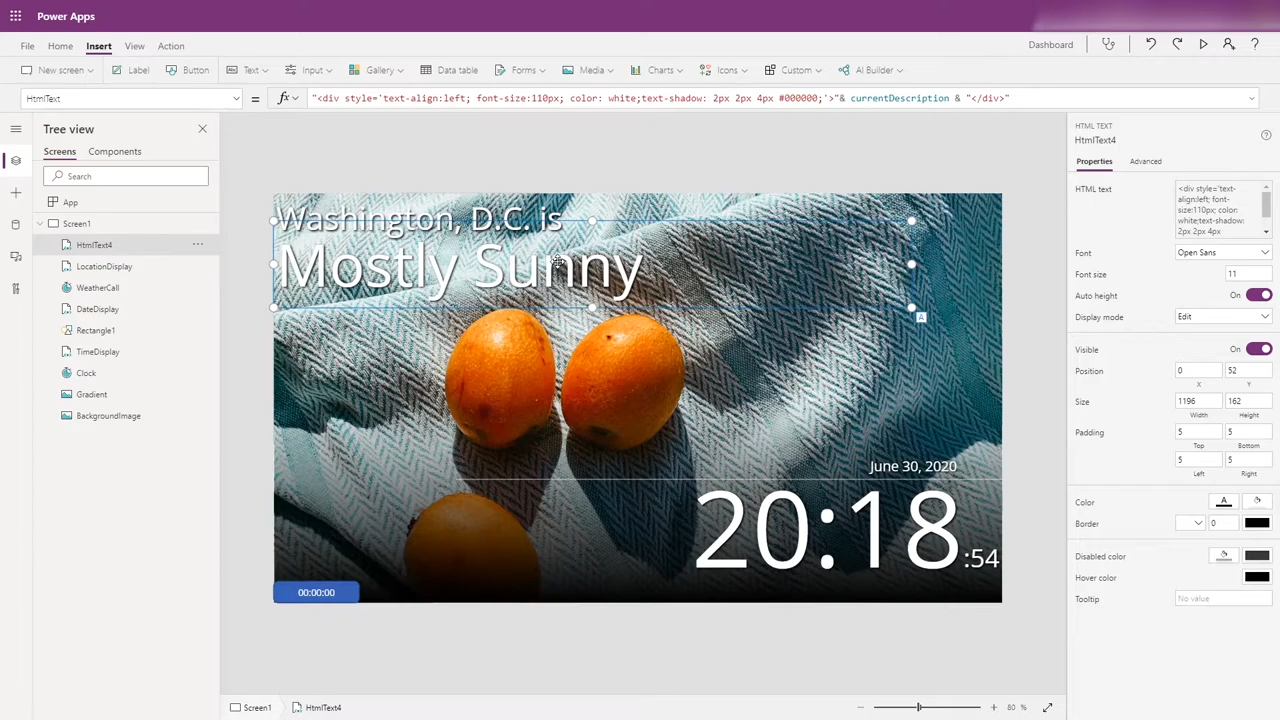 Power Apps
File Home Insert View Action Dashboard
New screen Label Button Text Input Gallery Data table Forms Media Charts Icons Custom AI Builder
HtmlText = fx "<div style='text-align:left; font-size:110px; color: white;text-shadow: 2px 2px 4px #000000;'>"& currentDescription & "</div>"
Tree view
Screens Components
Search
App
Screen1
HtmlText4 ...
LocationDisplay
WeatherCall
DateDisplay
Rectangle1
TimeDisplay
Clock
Gradient
BackgroundImage
Washington, D.C. is
Mostly Sunny
A
June 30, 2020
20:18:54
00:00:00
HTML TEXT
HtmlText4
Properties Advanced
HTML text
<div style='text-
align:left; font-
size:110px; color:
white;text-shadow:
2px 2px 4px
Font Open Sans
Font size 11
Auto height On
Display mode Edit
Visible On
Position 0 52
X Y
Size 1196 162
Width Height
Padding 5 5
Top Bottom
5 5
Left Right
Color A
Border 0
Disabled color
Hover color
Tooltip No value
Screen1 HtmlText4 80 %